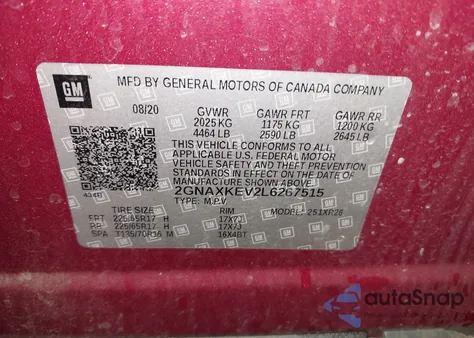 GM
MFD BY GENERAL MOTORS OF CANADA COMPANY
08/20 GVWR GAWR FRT GAWR RR
2025 KG 1175 KG 1200 KG
4464 LB 2590 LB 2645 LB
THIS VEHICLE CONFORMS TO ALL
APPLICABLE U.S. FEDERAL MOTOR
VEHICLE SAFETY AND THEFT PREVENTION
STANDARDS IN EFFECT ON THE DATE OF
MANUFACTURE SHOWN ABOVE.
2GNAXKEV2L6267515
TYPE: M.P.V MODEL: 251XR26
TIRE SIZE RIM
FRT 225/65R17 H 17X7J
RR 225/65R17 H 17X7J
SPA T135/70R16 M 16X4BT
autoSnap